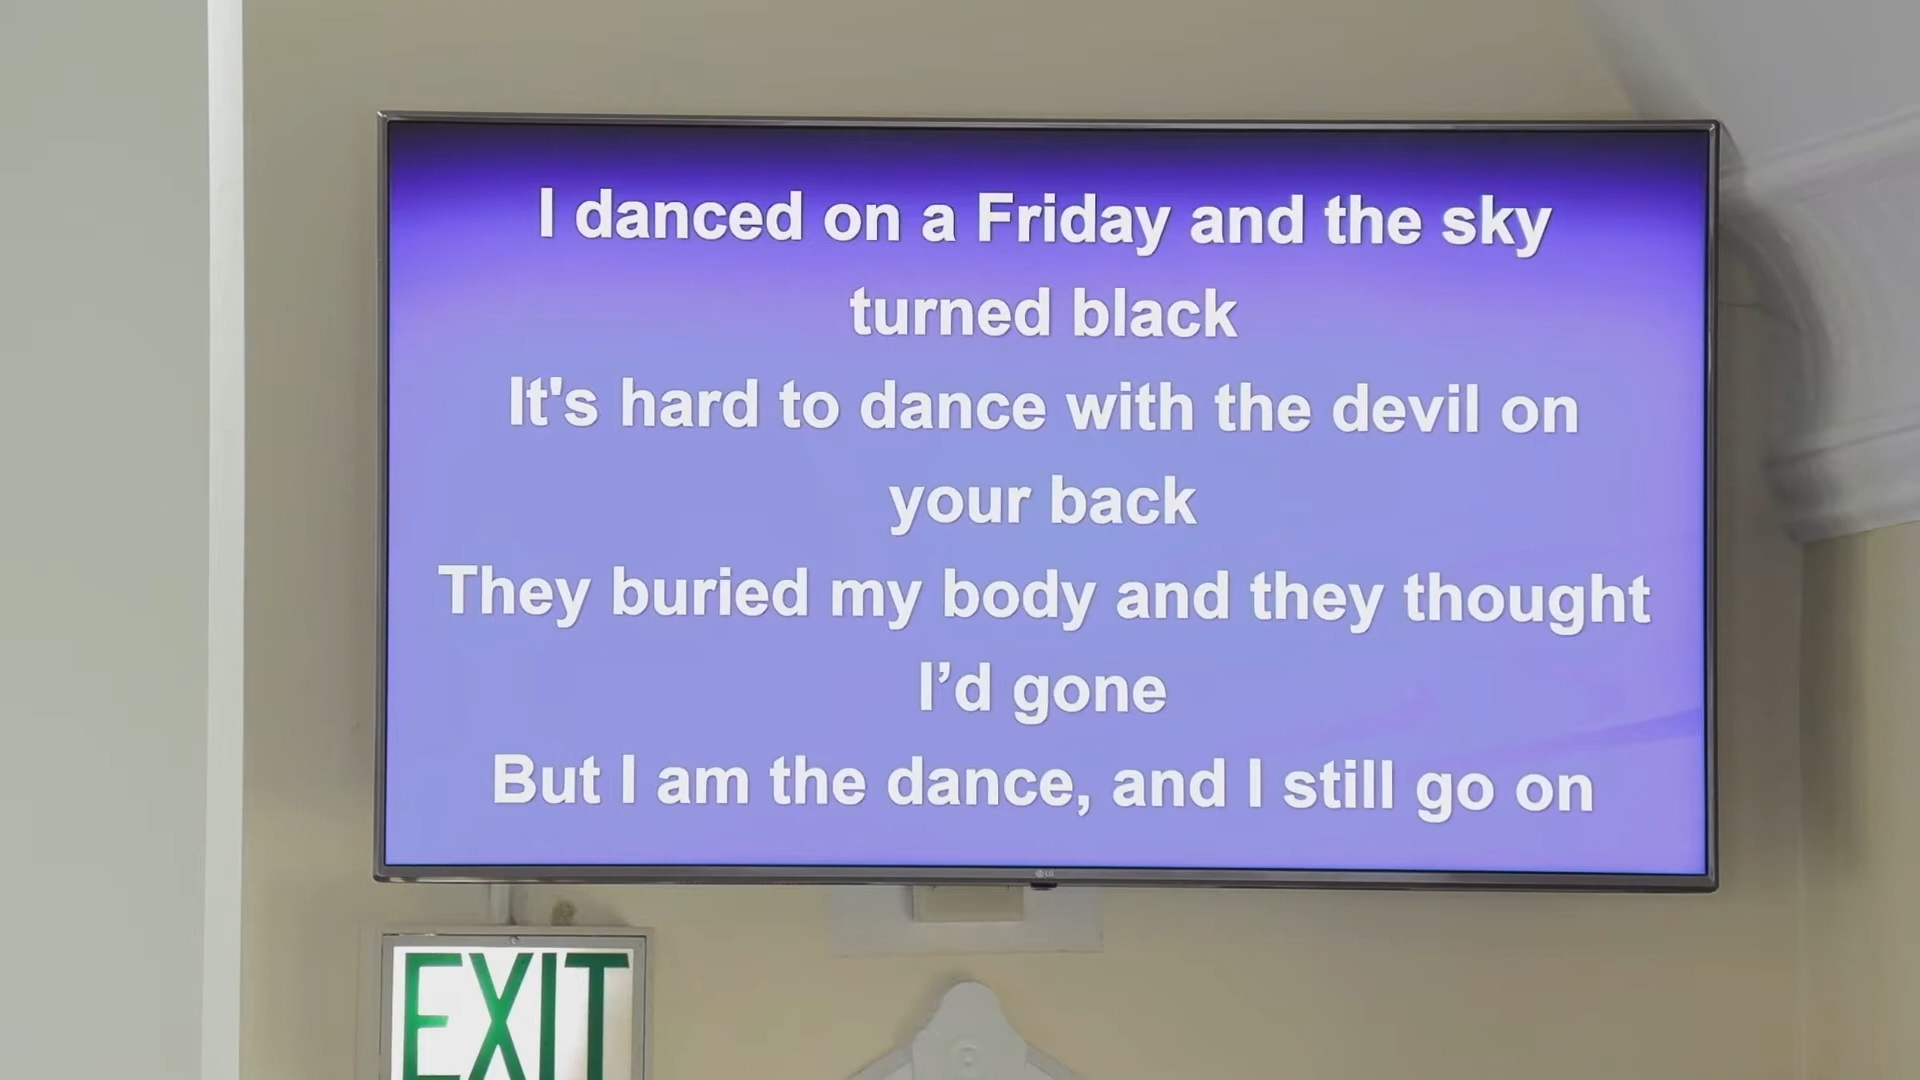 I danced on a Friday and the sky
turned black
It's hard to dance with the devil on
your back
They buried my body and they thought
I’d gone
But I am the dance, and I still go on
LG
EXIT